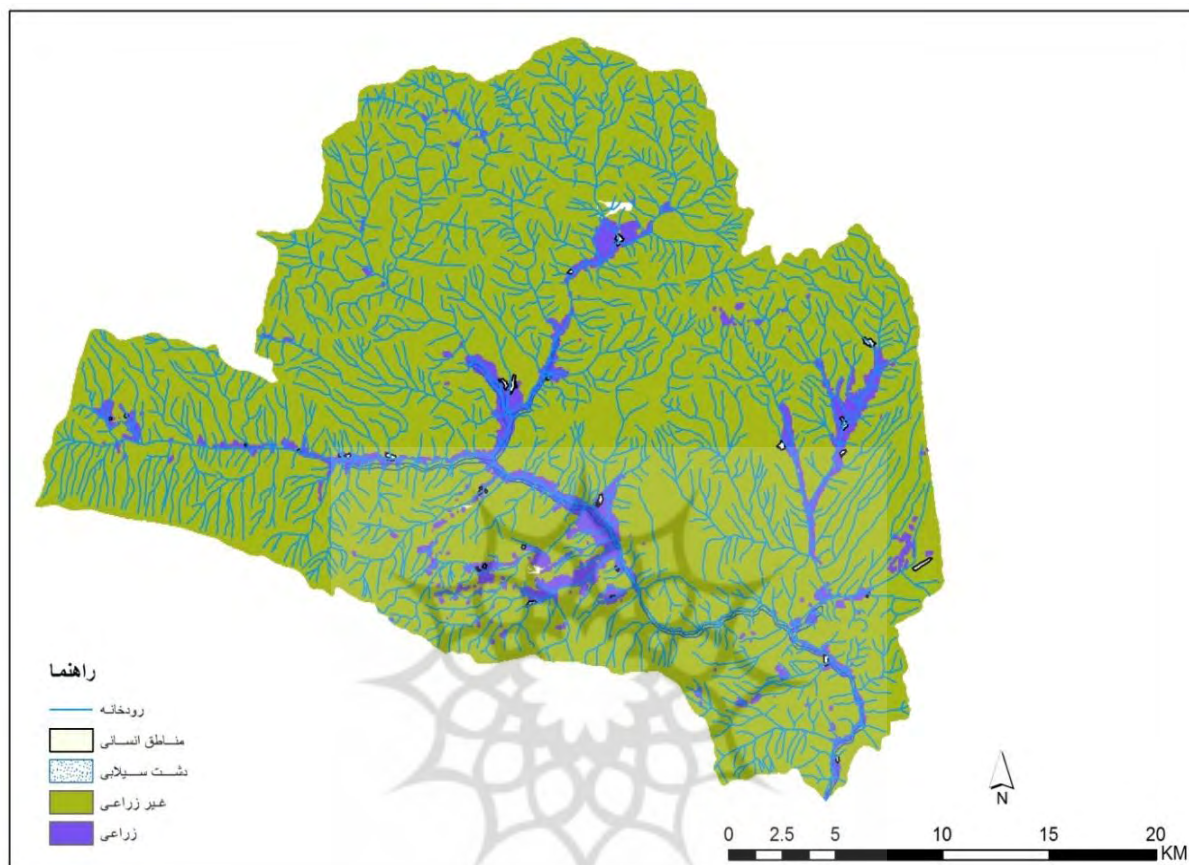 راهنما
رودخانه
مناطق انسانی
دشت سیلابی
غیر زراعی
زراعی
N
0 2.5 5 10 15 20
KM